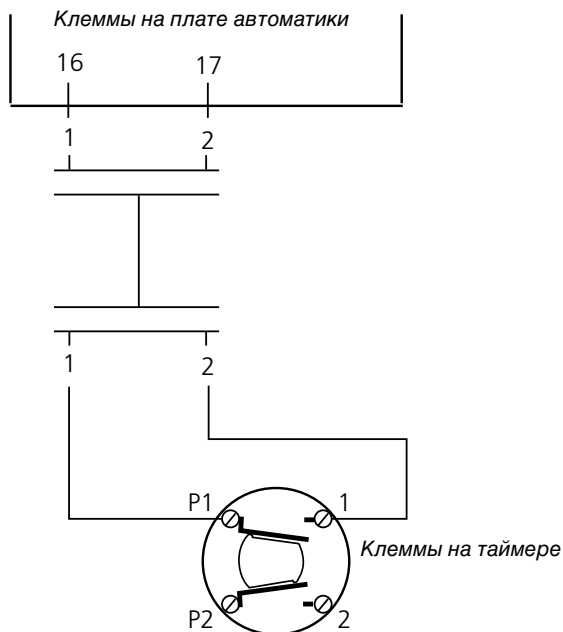 Клеммы на плате автоматики
16 17
1 2
1 2
P1 1
Клеммы на таймере
P2 2